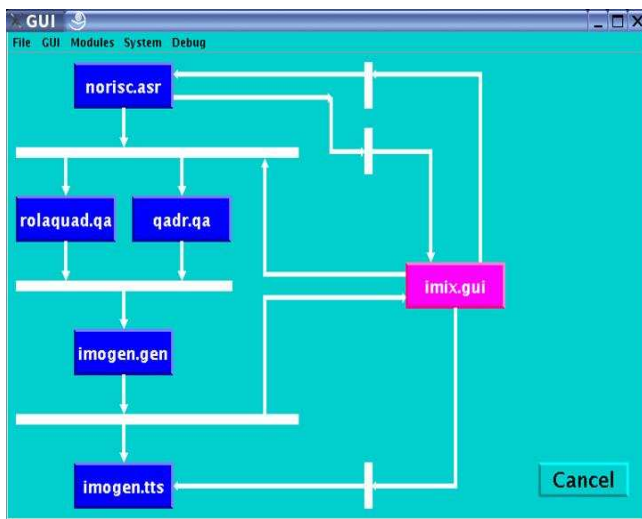 GUI
File GUI Modules System Debug
norisc.asr
rolaquad.qa
qadr.qa
imix.gui
imogen.gen
imogen.tts
Cancel